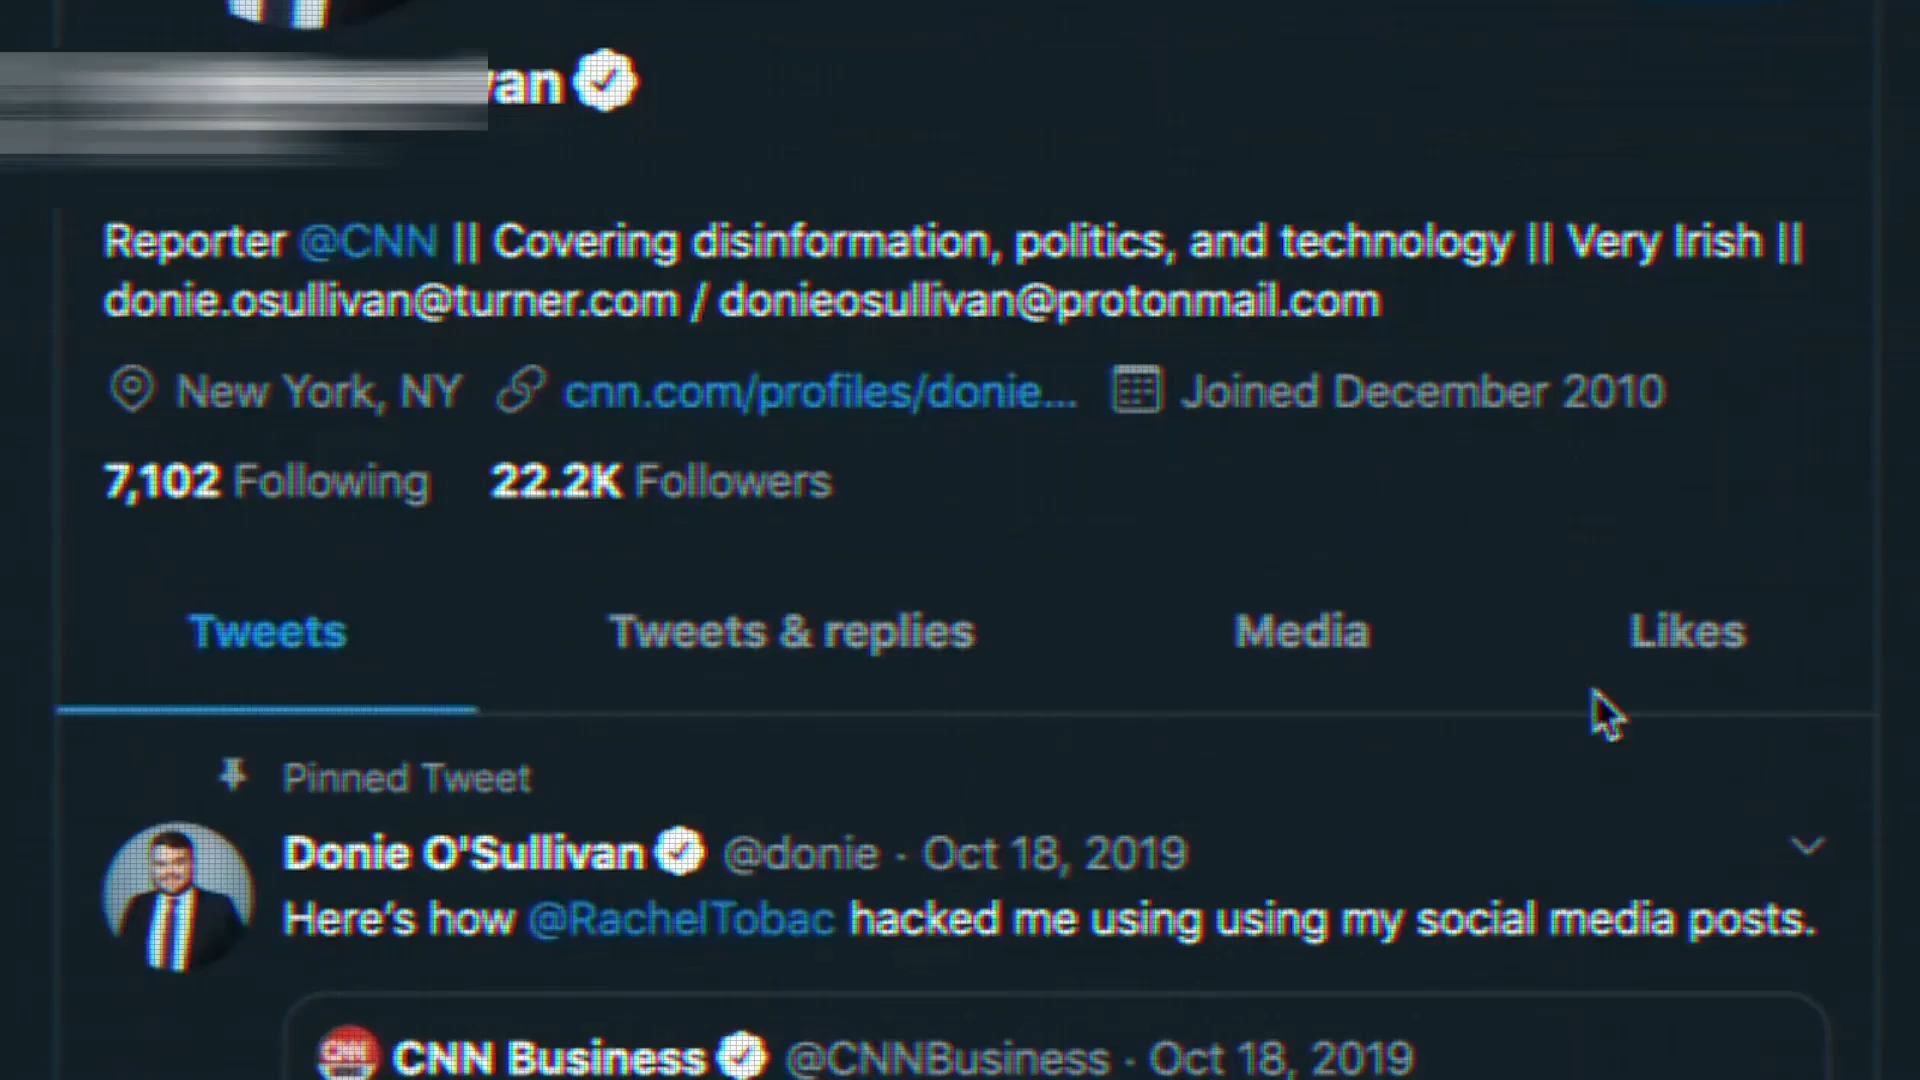 van
Reporter @CNN || Covering disinformation, politics, and technology || Very Irish ||
donie.osullivan@turner.com / donieosullivan@protonmail.com
New York, NY cnn.com/profiles/donie... Joined December 2010
7,102 Following 22.2K Followers
Tweets Tweets & replies Media Likes
Pinned Tweet
Donie O'Sullivan @donie · Oct 18, 2019
Here's how @RachelTobac hacked me using using my social media posts.
CNN
CNN Business @CNNBusiness · Oct 18, 2019